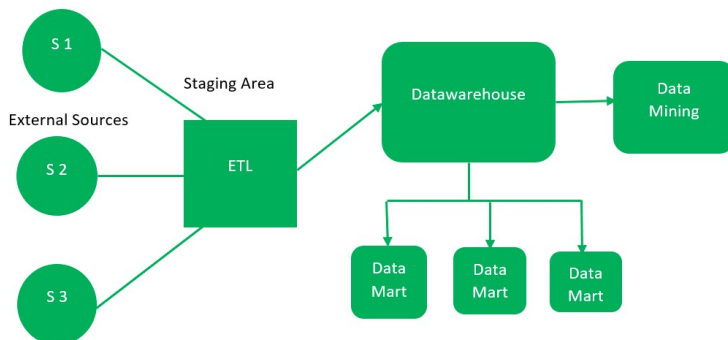 S 1
Staging Area
External Sources
S 2
ETL
S 3
Datawarehouse
Data
Mining
Data
Mart
Data
Mart
Data
Mart